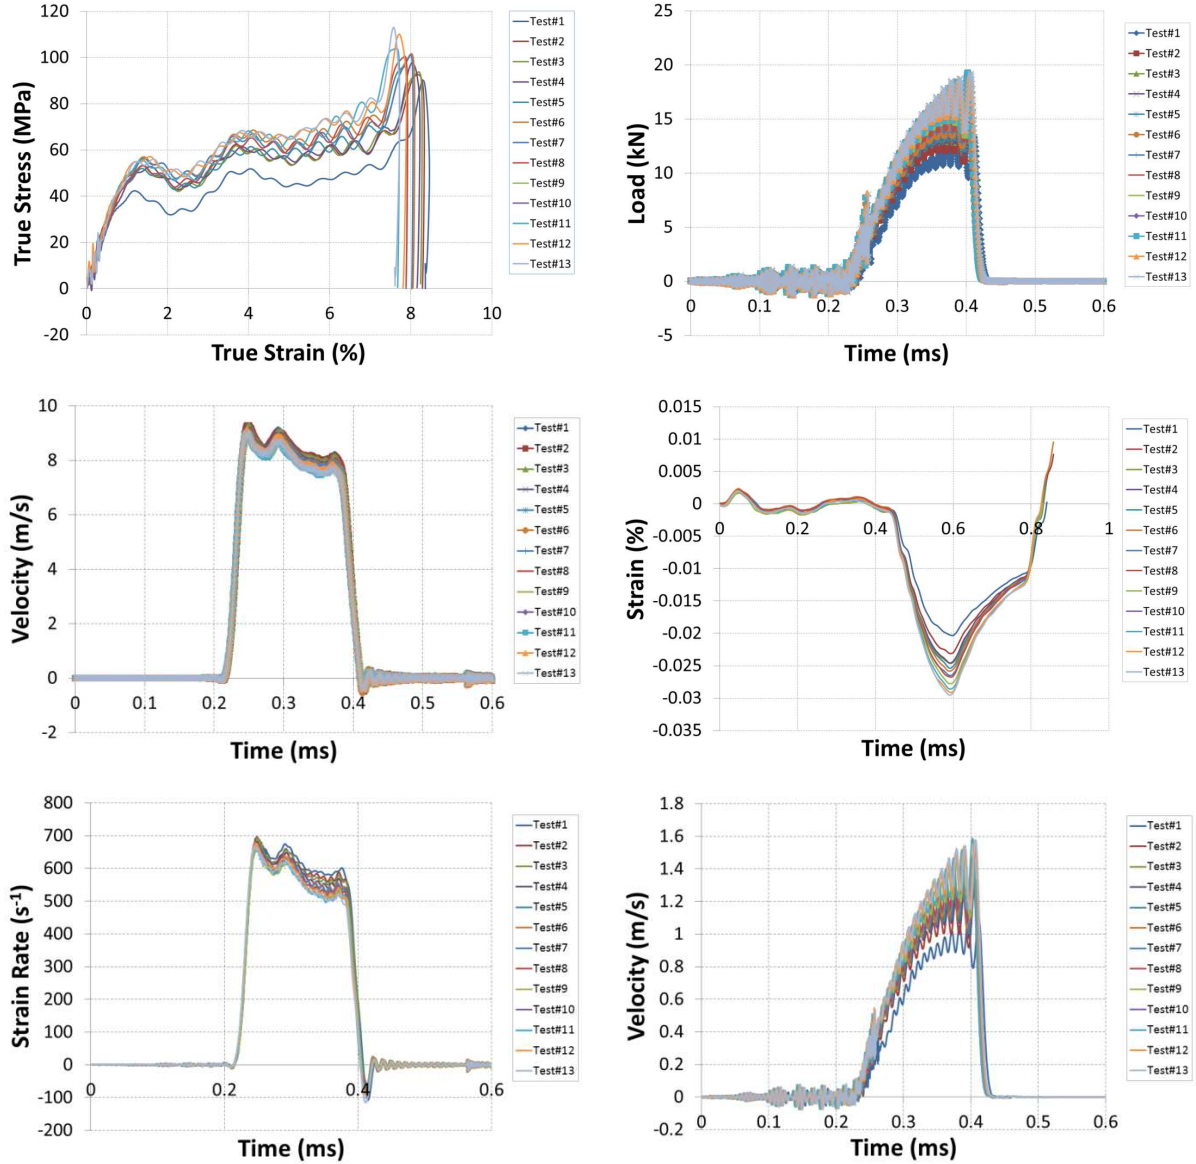 120
100
80
60
40
20
0
-20
True Stress (MPa)
0 2 4 6 8 10
True Strain (%)
Test#1
Test#2
Test#3
Test#4
Test#5
Test#6
Test#7
Test#8
Test#9
Test#10
Test#11
Test#12
Test#13
25
20
15
10
5
0
-5
Load (kN)
0 0.1 0.2 0.3 0.4 0.5 0.6
Time (ms)
Test#1
Test#2
Test#3
Test#4
Test#5
Test#6
Test#7
Test#8
Test#9
Test#10
Test#11
Test#12
Test#13
10
8
6
4
2
0
-2
Velocity (m/s)
0 0.1 0.2 0.3 0.4 0.5 0.6
Time (ms)
Test#1
Test#2
Test#3
Test#4
Test#5
Test#6
Test#7
Test#8
Test#9
Test#10
Test#11
Test#12
Test#13
0.015
0.01
0.005
0
-0.005
-0.01
-0.015
-0.02
-0.025
-0.03
-0.035
Strain (%)
0 0.2 0.4 0.6 0.8 1
Time (ms)
Test#1
Test#2
Test#3
Test#4
Test#5
Test#6
Test#7
Test#8
Test#9
Test#10
Test#11
Test#12
Test#13
800
700
600
500
400
300
200
100
0
-100
-200
Strain Rate (s⁻¹)
0 0.2 0.4 0.6
Time (ms)
Test#1
Test#2
Test#3
Test#4
Test#5
Test#6
Test#7
Test#8
Test#9
Test#10
Test#11
Test#12
Test#13
1.8
1.6
1.4
1.2
1
0.8
0.6
0.4
0.2
0
-0.2
Velocity (m/s)
0 0.1 0.2 0.3 0.4 0.5 0.6
Time (ms)
Test#1
Test#2
Test#3
Test#4
Test#5
Test#6
Test#7
Test#8
Test#9
Test#10
Test#11
Test#12
Test#13